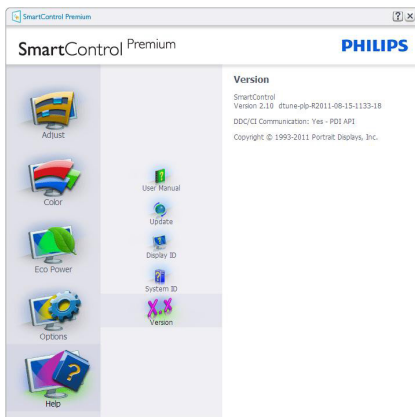 SmartControl Premium
SmartControl Premium
PHILIPS
Adjust
Color
Eco Power
Options
Help
User Manual
Update
Display ID
System ID
X.X
Version
Version
SmartControl
Version 2.10 dtune-plp-R2011-08-15-1133-18
DDC/CI Communication: Yes - PDI API
Copyright © 1993-2011 Portrait Displays, Inc.